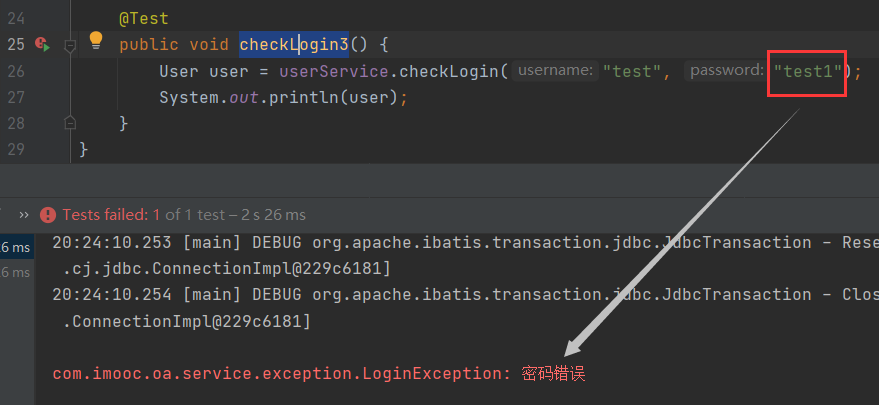 24 @Test
25 public void checkLogin3() {
26 User user = userService.checkLogin( username: "test", password: "test1");
27 System.out.println(user);
28 }
29 }
» Tests failed: 1 of 1 test – 2 s 26 ms
6 ms 20:24:10.253 [main] DEBUG org.apache.ibatis.transaction.jdbc.JdbcTransaction - Rese
6 ms .cj.jdbc.ConnectionImpl@229c6181]
20:24:10.254 [main] DEBUG org.apache.ibatis.transaction.jdbc.JdbcTransaction - Clos
.ConnectionImpl@229c6181]
com.imooc.oa.service.exception.LoginException: 密码错误